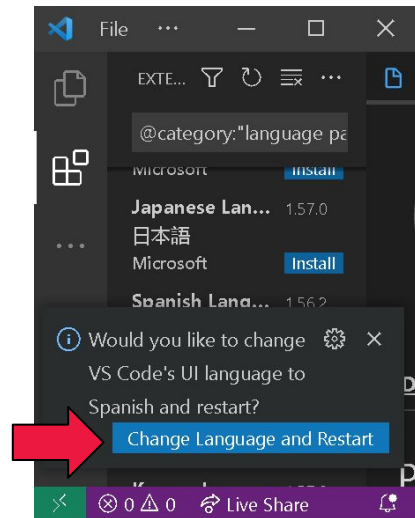 File ···
EXTE... ···
@category:"language pa
Microsoft Install
Japanese Lan... 1.57.0
日本語
Microsoft Install
Spanish Lang... 1.56.2
Would you like to change
VS Code's UI language to
Spanish and restart?
Change Language and Restart
0 0 Live Share